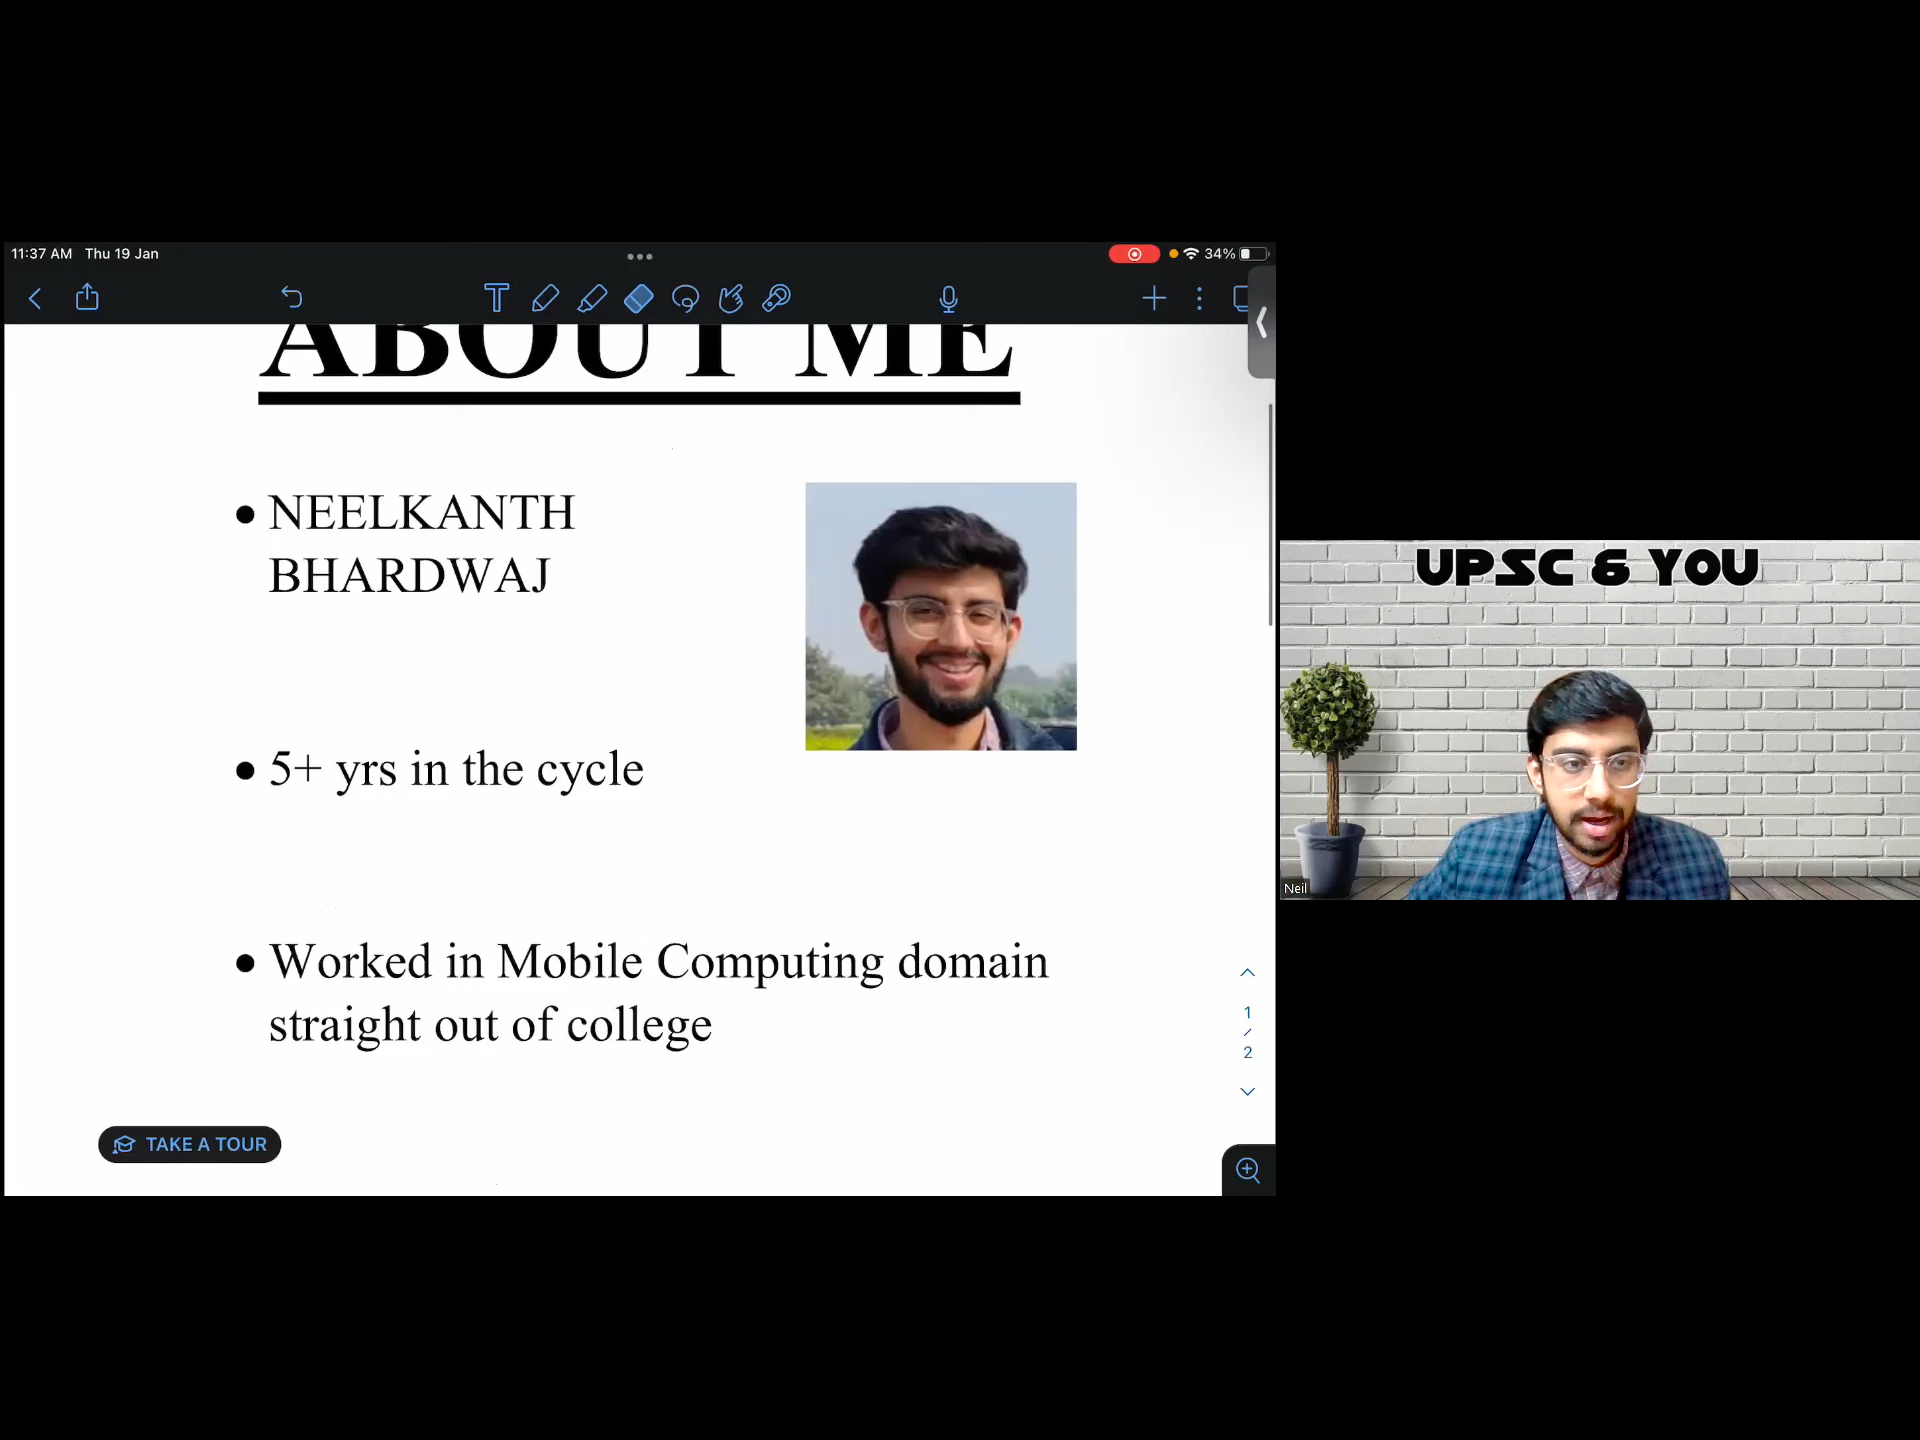 11:37 AM Thu 19 Jan
34%
ABOUT ME
• NEELKANTH
BHARDWAJ
• 5+ yrs in the cycle
• Worked in Mobile Computing domain
straight out of college
1
/
2
TAKE A TOUR
UPSC & YOU
Neil